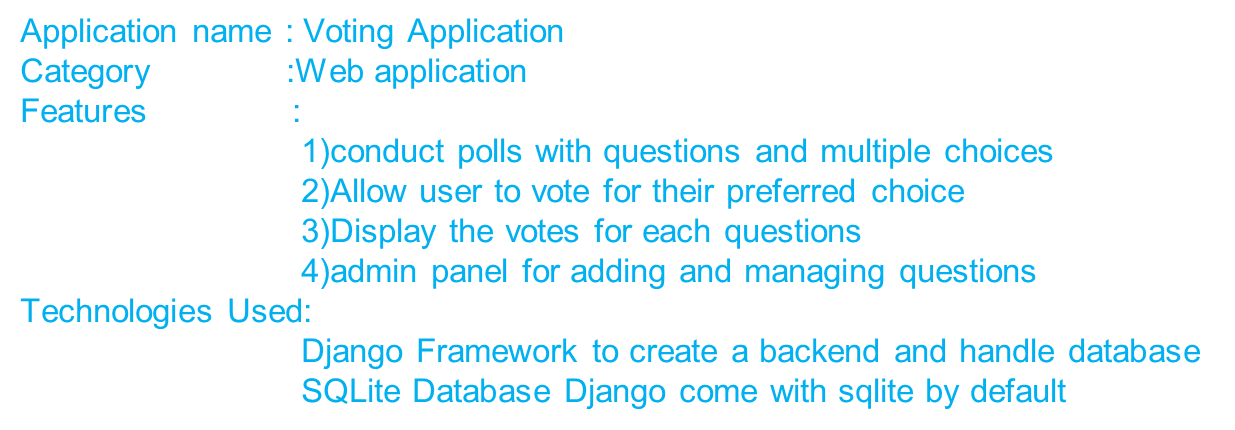 Application name : Voting Application
Category :Web application
Features :
1)conduct polls with questions and multiple choices
2)Allow user to vote for their preferred choice
3)Display the votes for each questions
4)admin panel for adding and managing questions
Technologies Used:
Django Framework to create a backend and handle database
SQLite Database Django come with sqlite by default